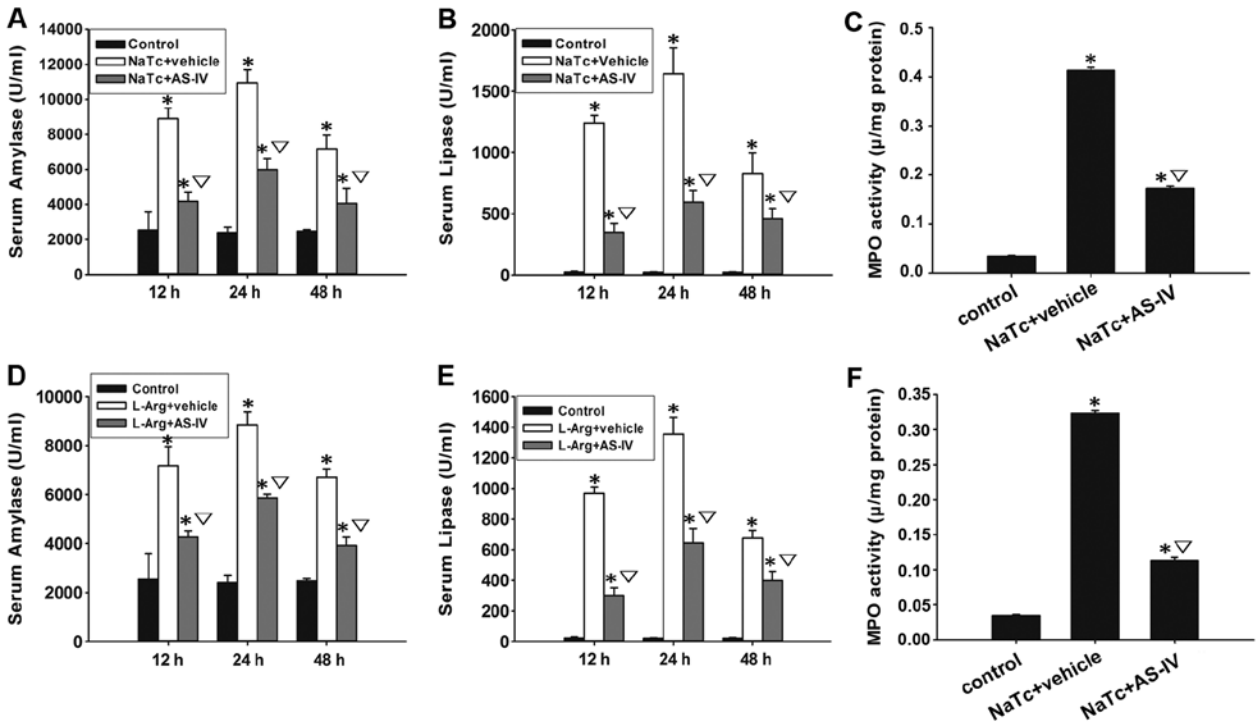 A
14000
12000
10000
8000
6000
4000
2000
0
Serum Amylase (U/ml)
Control
NaTc+vehicle
NaTc+AS-IV
*
*▽
*
*▽
*
*▽
12 h
24 h
48 h
B
2000
1500
1000
500
0
Serum Lipase (U/ml)
Control
NaTc+Vehicle
NaTc+AS-IV
*
*▽
*
*▽
*
*▽
12 h
24 h
48 h
C
0.4
0.3
0.2
0.1
0.0
MPO activity (μ/mg protein)
*
*▽
control
NaTc+vehicle
NaTc+AS-IV
D
10000
8000
6000
4000
2000
0
Serum Amylase (U/ml)
Control
L-Arg+vehicle
L-Arg+AS-IV
*
*▽
*
*▽
*
*▽
12 h
24 h
48 h
E
1600
1400
1200
1000
800
600
400
200
0
Serum Lipase (U/ml)
Control
L-Arg+vehicle
L-Arg+AS-IV
*
*▽
*
*▽
*
*▽
12 h
24 h
48 h
F
0.35
0.30
0.25
0.20
0.15
0.10
0.05
0.00
MPO activity (μ/mg protein)
*
*▽
control
NaTc+vehicle
NaTc+AS-IV